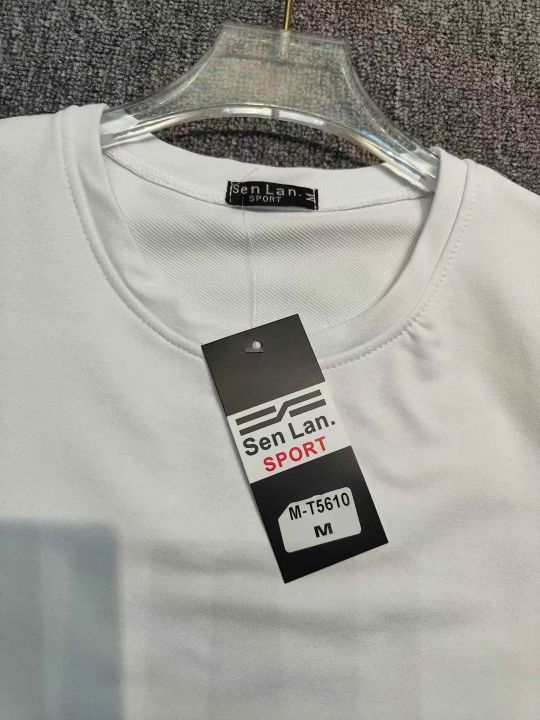 Sen Lan.
SPORT
M
Sen Lan.
SPORT
M-T5610
M